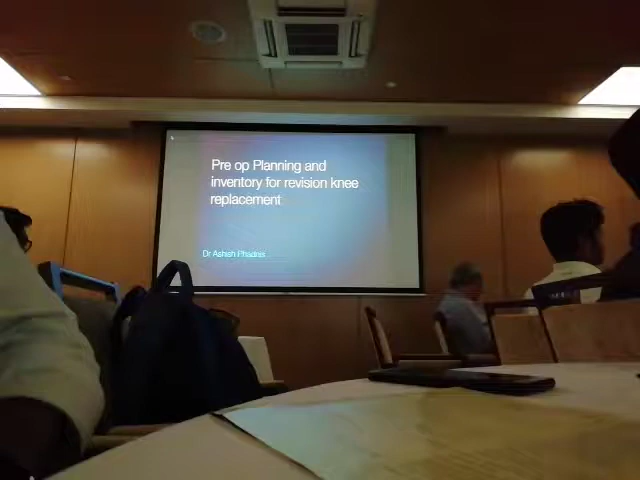 Pre op Planning and
inventory for revision knee
replacement
Dr Ashish Phadnis